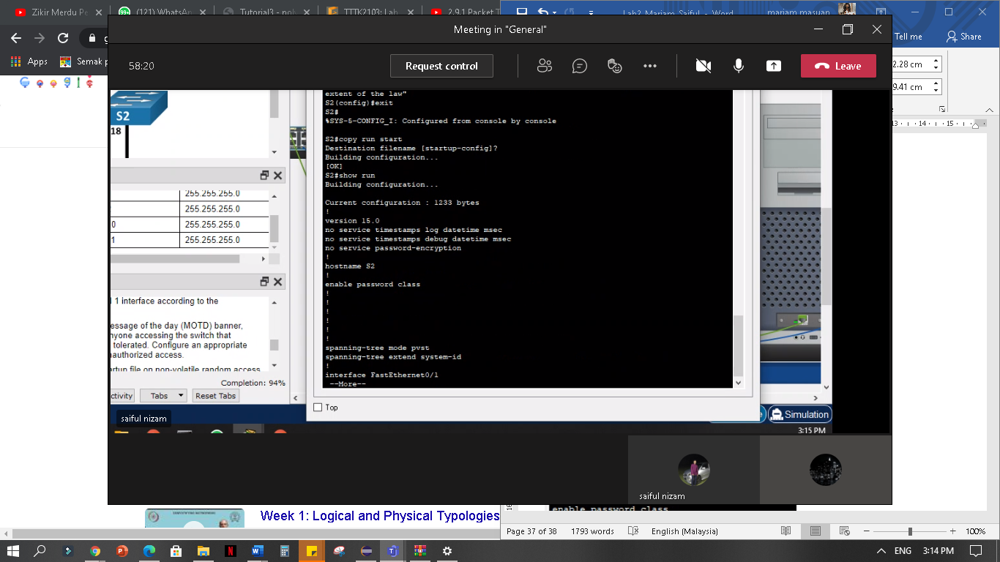 Zikir Merdu Pe
(121) WhatsA
Tutorial3 - pol
TTTK2103: Lab
2.9.1 Packet T
Lab2_Mariam_Saiful - Word
mariam masuan
Apps
Semak p
Tell me
Share
2.28 cm
9.41 cm
Meeting in "General"
58:20
Request control
Leave
S2
18
255.255.255.0
255.255.255.0
0 255.255.255.0
1 255.255.255.0
1 interface according to the
essage of the day (MOTD) banner,
nyone accessing the switch that
tolerated. Configure an appropriate
authorized access.
artup file on non-volatile random access
Completion: 94%
ctivity
Tabs
Reset Tabs
saiful nizam
extent of the law"
S2(config)#exit
S2#
%SYS-5-CONFIG_I: Configured from console by console
S2#copy run start
Destination filename [startup-config]?
Building configuration...
[OK]
S2#show run
Building configuration...
Current configuration : 1233 bytes
!
version 15.0
no service timestamps log datetime msec
no service timestamps debug datetime msec
no service password-encryption
!
hostname S2
!
enable password class
!
!
!
!
!
!
spanning-tree mode pvst
spanning-tree extend system-id
!
interface FastEthernet0/1
--More--
Top
Simulation
3:15 PM
saiful nizam
13 14 15
enable password class
Week 1: Logical and Physical Typologies
Page 37 of 38
1793 words
English (Malaysia)
100%
ENG
3:14 PM